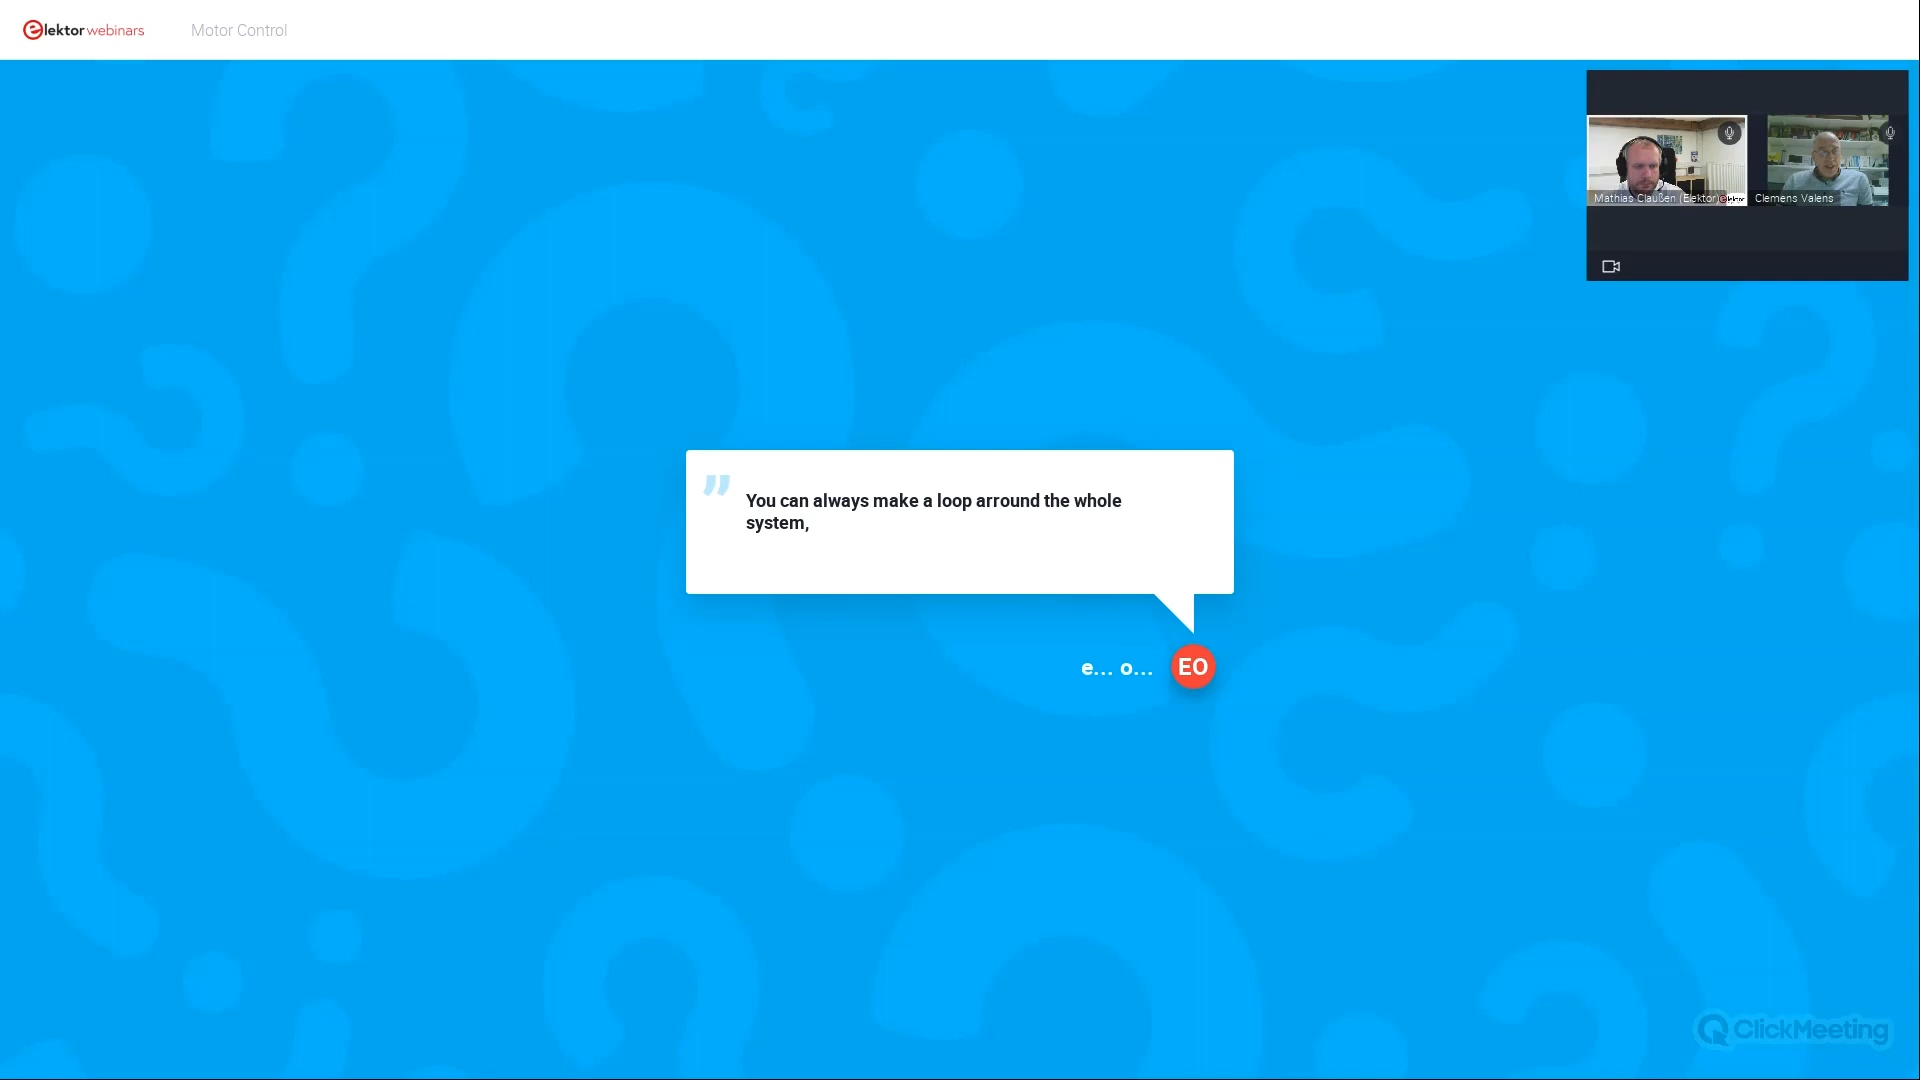 elektor webinars
Motor Control
Mathias Claußen (Elektor)
Clemens Valens
You can always make a loop arround the whole
system,
e... o...
EO
ClickMeeting